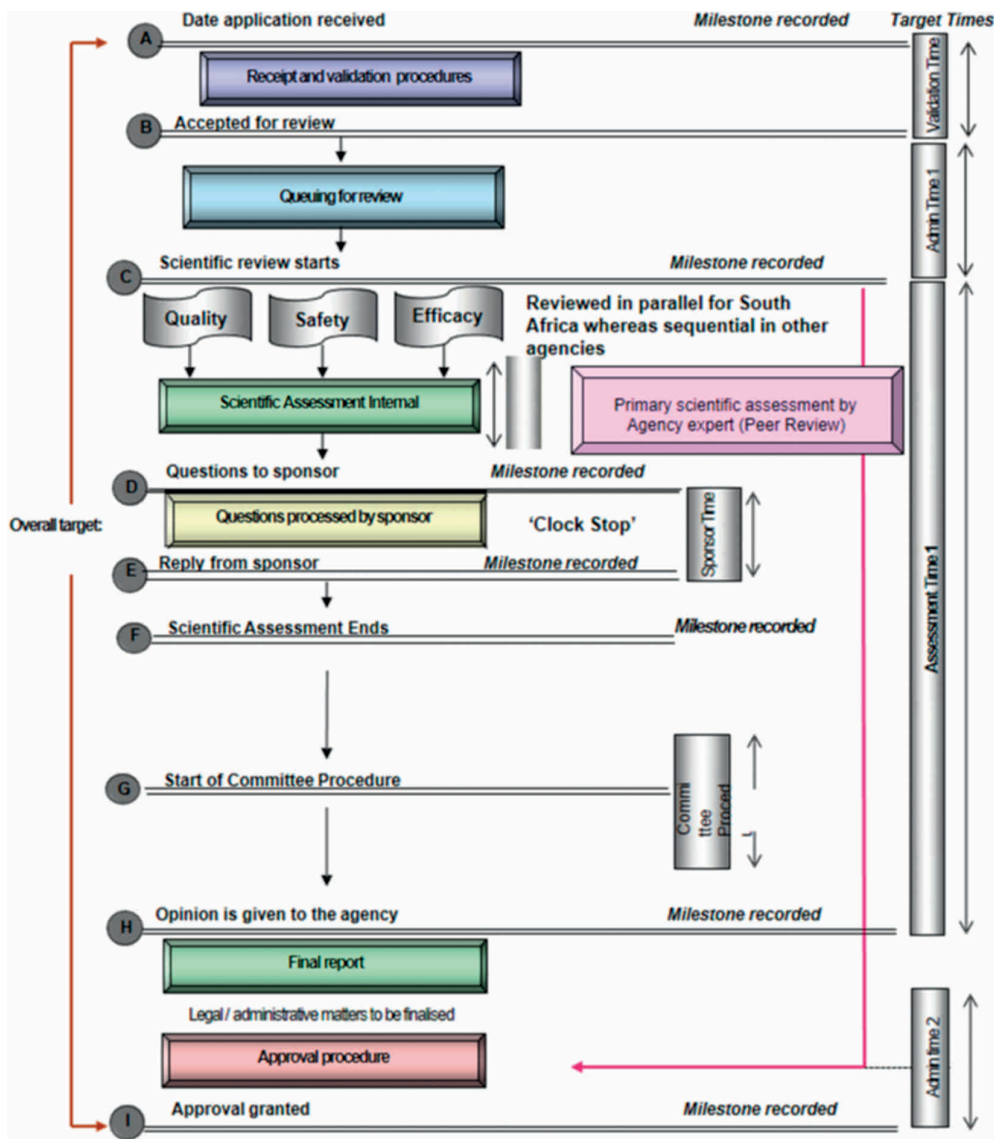 Date application received
Milestone recorded
Target Times
A
Receipt and validation procedures
Validation Time
B
Accepted for review
Queuing for review
Admin Time 1
Scientific review starts
Milestone recorded
C
Quality
Safety
Efficacy
Reviewed in parallel for South
Africa whereas sequential in other
agencies
Scientific Assessment Internal
Primary scientific assessment by
Agency expert (Peer Review)
Questions to sponsor
Milestone recorded
D
Overall target:
Questions processed by sponsor
'Clock Stop'
Sponsor Time
Reply from sponsor
Milestone recorded
E
Assessment Time 1
Scientific Assessment Ends
Milestone recorded
F
Start of Committee Procedure
G
Commi
ttee
Proced
Opinion is given to the agency
Milestone recorded
H
Final report
Legal / administrative matters to be finalised
Approval procedure
Admin time 2
Approval granted
Milestone recorded
I